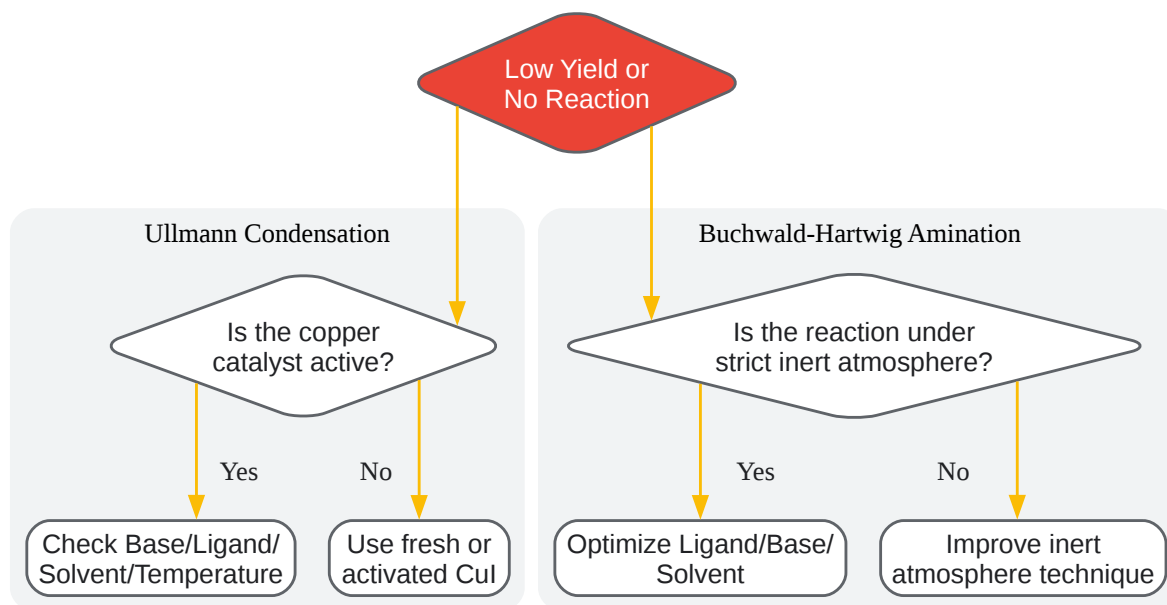 Low Yield or
No Reaction
Ullmann Condensation
Is the copper
catalyst active?
Yes
No
Check Base/Ligand/
Solvent/Temperature
Use fresh or
activated CuI
Buchwald-Hartwig Amination
Is the reaction under
strict inert atmosphere?
Yes
No
Optimize Ligand/Base/
Solvent
Improve inert
atmosphere technique